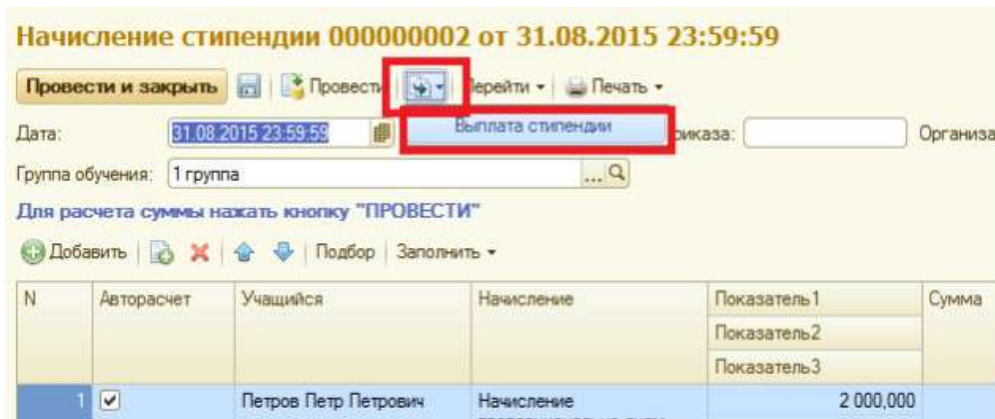 Начисление стипендии 000000002 от 31.08.2015 23:59:59
Провести и закрыть Провести Перейти Печать
Выплата стипендии
Дата: 31.08.2015 23:59:59 риказа: Организа
Группа обучения: 1 группа ...
Для расчета суммы нажать кнопку "ПРОВЕСТИ"
Добавить Подбор Заполнить
N Авторасчет Учащийся Начисление Показатель1 Сумма
Показатель2
Показатель3
1 Петров Петр Петрович Начисление 2 000,000